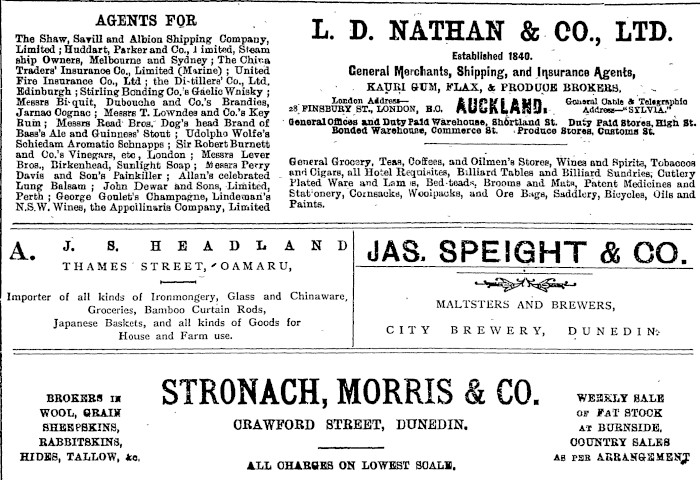 AGENTS FOR
The Shaw, Savill and Albion Shipping Company,
Limited ; Huddart, Parker and Co., Limited, Steam
ship Owners, Melbourne and Sydney ; The China
Traders' Insurance Co., Limited (Marine) ; United
Fire Insurance Co., Ltd ; the Di-tillers' Co., Ltd,
Edinburgh ; Stirling Bonding Co.'s Gaelic Whisky ;
Messrs Bi-quit, Dubouche and Co.'s Brandies,
Jarnac Cognac ; Messrs T. Lowndes and Co.'s Key
Rum ; Messrs Read Bros. Dog's head Brand of
Bass's Ale and Guinness' Stout ; Udolpho Wolfe's
Schiedam Aromatic Schnapps ; Sir Robert Burnett
and Co.'s Vinegars, etc, London ; Messrs Lever
Bros., Birkenhead, Sunlight Soap ; Messrs Perry
Davis and Son's Painkiller ; Allan's celebrated
Lung Balsam ; John Dewar and Sons, Limited,
Perth ; George Goulet's Champagne, Lindeman's
N.S.W. Wines, the Appollinaris Company, Limited
L. D. NATHAN & CO., LTD.
Established 1840.
General Merchants, Shipping, and Insurance Agents,
KAURI GUM, FLAX, & PRODUCE BROKERS,
London Address—
28 FINSBURY ST., LONDON, E.C.
AUCKLAND.
General Cable & Telegraphic
Address—"SYLVIA."
General Offices and Duty Paid Warehouse, Shortland St. Duty Paid Stores, High St.
Bonded Warehouse, Commerce St. Produce Stores, Customs St.
General Grocery, Teas, Coffees, and Oilmen's Stores, Wines and Spirits, Tobaccos
and Cigars, all Hotel Requisites, Billiard Tables and Billiard Sundries, Cutlery
Plated Ware and Lamps, Bedsteads, Brooms and Mats, Patent Medicines and
Stationery, Cornsacks, Woolpacks, and Ore Bags, Saddlery, Bicycles, Oils and
Paints.
A. J. S. HEADLAND
THAMES STREET, OAMARU,
Importer of all kinds of Ironmongery, Glass and Chinaware,
Groceries, Bamboo Curtain Rods,
Japanese Baskets, and all kinds of Goods for
House and Farm use.
JAS. SPEIGHT & CO.
MALTSTERS AND BREWERS,
CITY BREWERY, DUNEDIN.
BROKERS IN
WOOL, GRAIN
SHEEPSKINS,
RABBITSKINS,
HIDES, TALLOW, &c.
STRONACH, MORRIS & CO.
CRAWFORD STREET, DUNEDIN.
ALL CHARGES ON LOWEST SCALE.
WEEKLY SALE
OF FAT STOCK
AT BURNSIDE.
COUNTRY SALES
AS PER ARRANGEMENT